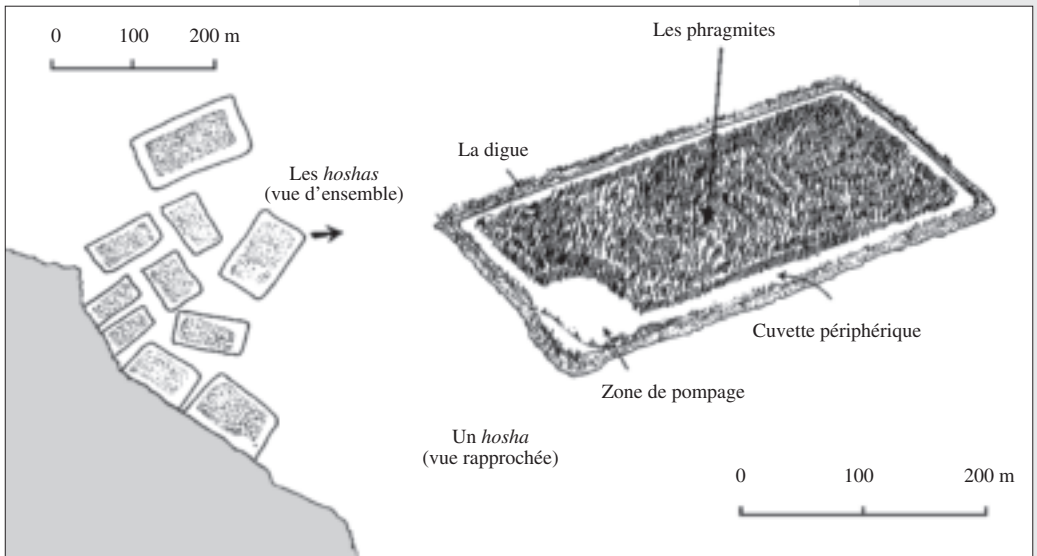 0 100 200 m
Les phragmites
La digue
Les hoshas
(vue d'ensemble)
Cuvette périphérique
Zone de pompage
Un hosha
(vue rapprochée)
0 100 200 m